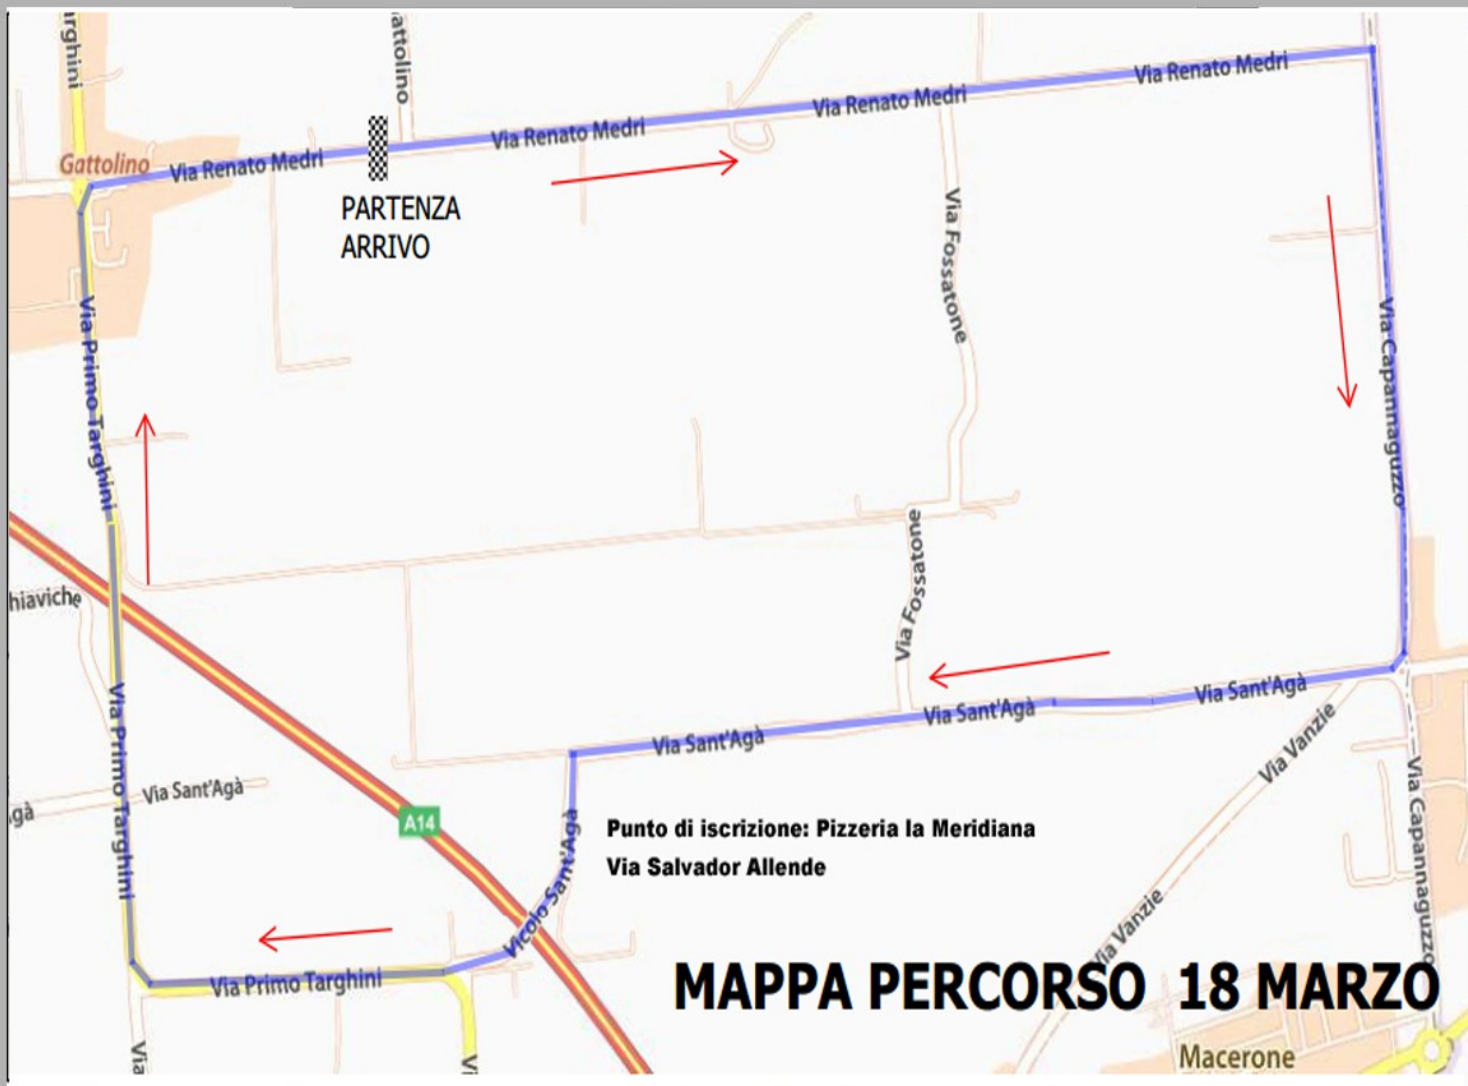 arghini
attolino
Via Renato Medri
Via Renato Medri
Via Renato Medri
Gattolino
Via Renato Medri
PARTENZA
ARRIVO
Via Fossatone
Via Primo Targhini
Via Capannaguzzo
Via Fossatone
hiaviche
Via Sant'Agà
Via Sant'Agà
Via Sant'Agà
Via Primo Targhini
Via Vanzie
Via Sant'Agà
gà
A14
Via Capannaguzzo
Vicolo Sant'Agà
Punto di iscrizione: Pizzeria la Meridiana
Via Salvador Allende
Via Vanzie
Via Primo Targhini
MAPPA PERCORSO 18 MARZO
Via
Vi
Macerone